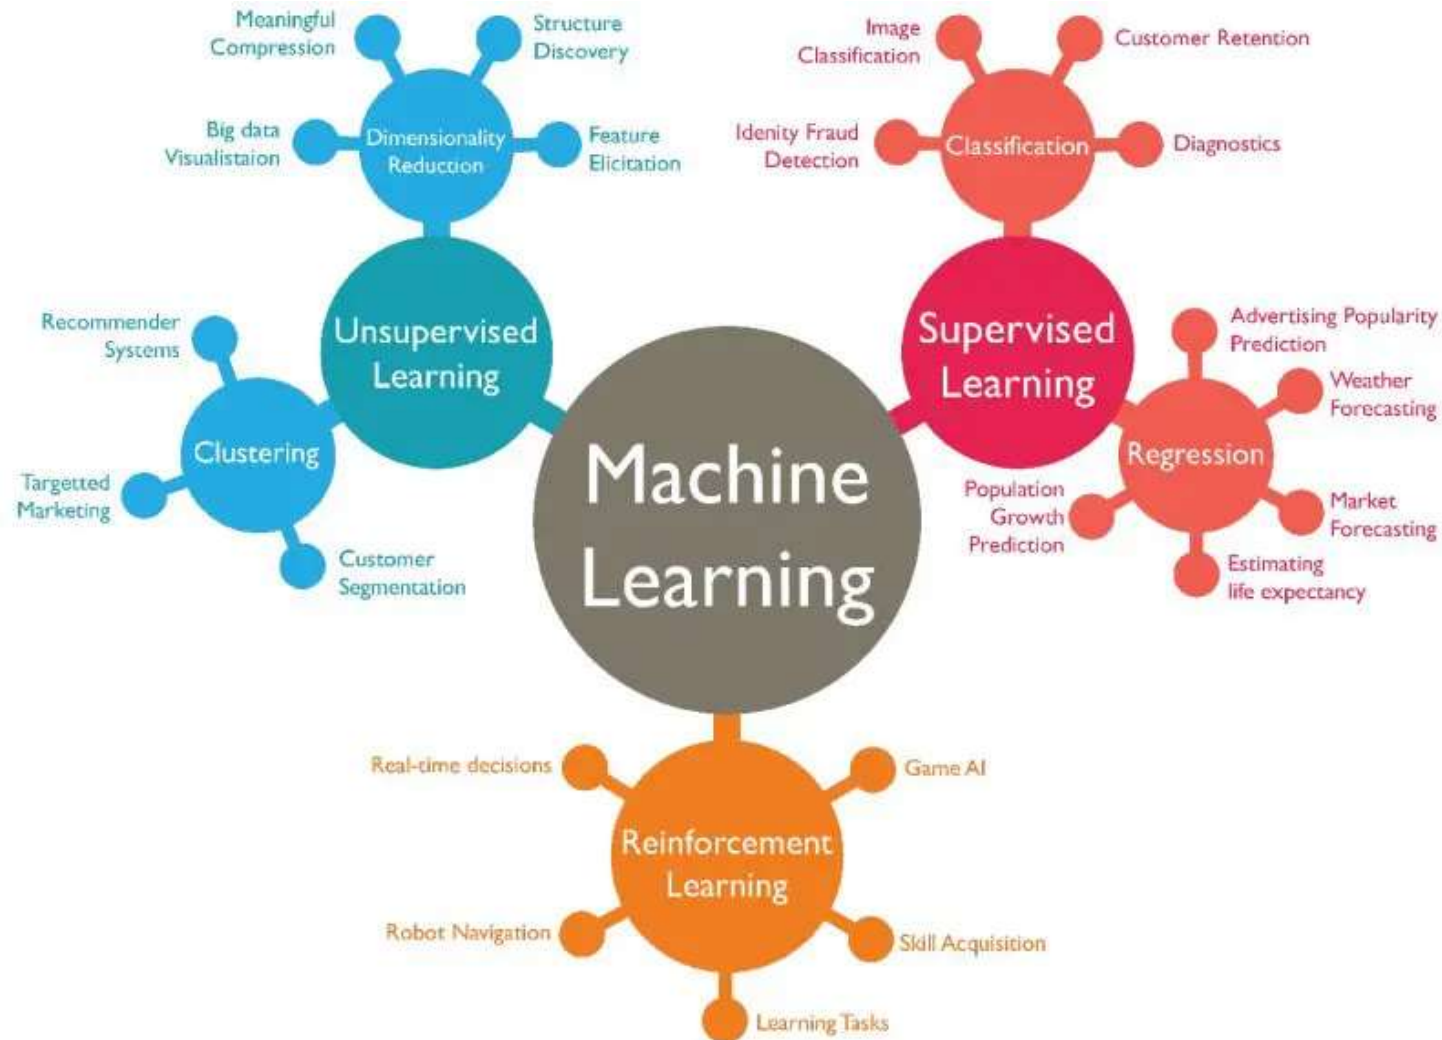 Meaningful
Compression
Structure
Discovery
Big data
Visualistaion
Dimensionality
Reduction
Feature
Elicitation
Image
Classification
Customer Retention
Idenity Fraud
Detection
Classification
Diagnostics
Recommender
Systems
Unsupervised
Learning
Clustering
Targetted
Marketing
Customer
Segmentation
Machine
Learning
Supervised
Learning
Advertising Popularity
Prediction
Weather
Forecasting
Regression
Population
Growth
Prediction
Market
Forecasting
Estimating
life expectancy
Real-time decisions
Game AI
Reinforcement
Learning
Robot Navigation
Skill Acquisition
Learning Tasks